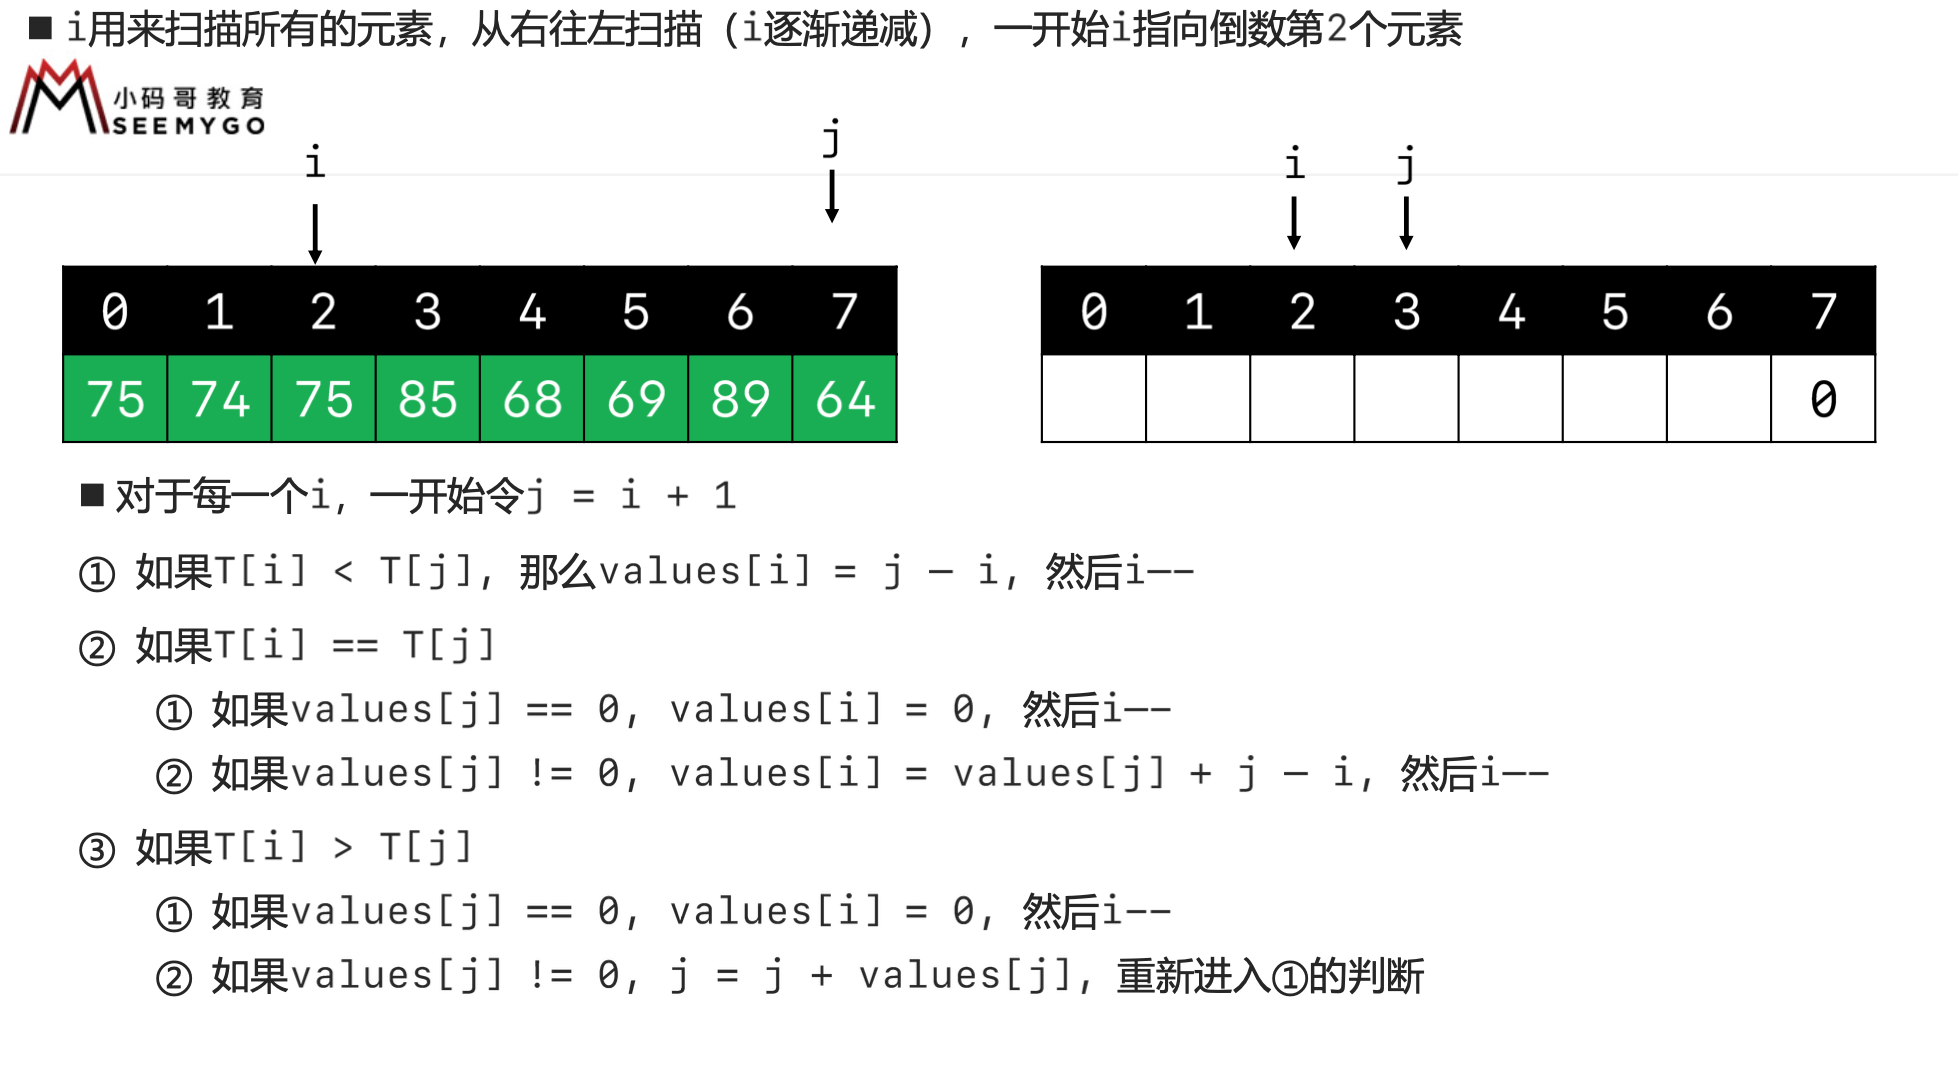 ■ i用来扫描所有的元素，从右往左扫描（i逐渐递减），一开始i指向倒数第2个元素
小码哥教育
SEEMYGO
i j i j
0 1 2 3 4 5 6 7
75 74 75 85 68 69 89 64
0 1 2 3 4 5 6 7
0
■ 对于每一个i，一开始令j = i + 1
① 如果T[i] < T[j]，那么values[i] = j – i，然后i––
② 如果T[i] == T[j]
① 如果values[j] == 0，values[i] = 0，然后i––
② 如果values[j] != 0，values[i] = values[j] + j – i，然后i––
③ 如果T[i] > T[j]
① 如果values[j] == 0，values[i] = 0，然后i––
② 如果values[j] != 0，j = j + values[j]，重新进入①的判断